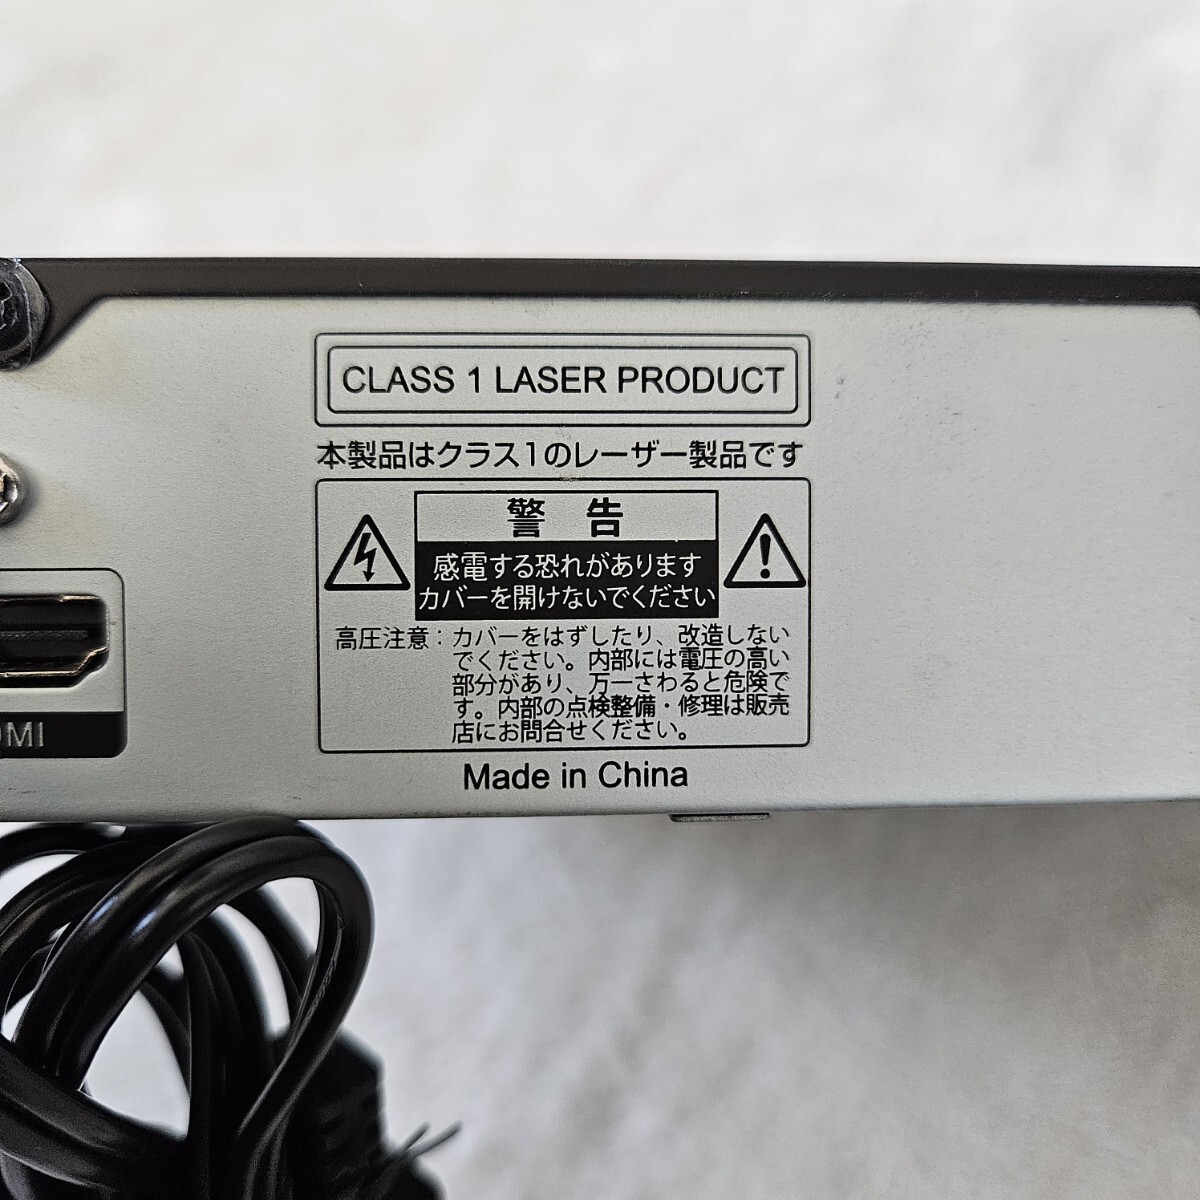 CLASS 1 LASER PRODUCT
本製品はクラス1のレーザー製品です
警 告
感電する恐れがあります
カバーを開けないでください
高圧注意：カバーをはずしたり、改造しない
でください。内部には電圧の高い
部分があり、万一さわると危険で
す。内部の点検整備・修理は販売
店にお問合せください。
Made in China
DMI